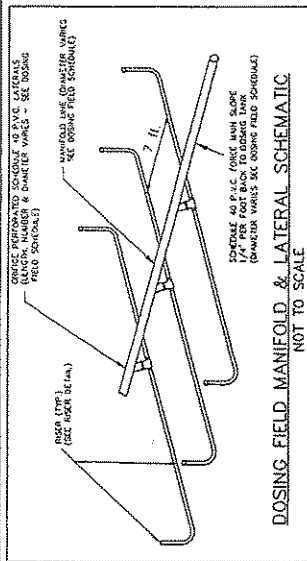 ORIFICE PERFORATED SCHEDULE 40 P.V.C. LATERALS
(LENGTH, NUMBER & DIAMETER VARIES - SEE DOSING
FIELD SCHEDULE)
MANIFOLD LINE (DIAMETER VARIES
SEE DOSING FIELD SCHEDULE)
RISER (TYP.)
(SEE RISER DETAIL)
7 ft.
SCHEDULE 40 P.V.C. FORCE MAIN SLOPE
1/4" PER FOOT BACK TO DOSING TANK
(DIAMETER VARIES SEE DOSING FIELD SCHEDULE)
DOSING FIELD MANIFOLD & LATERAL SCHEMATIC
NOT TO SCALE